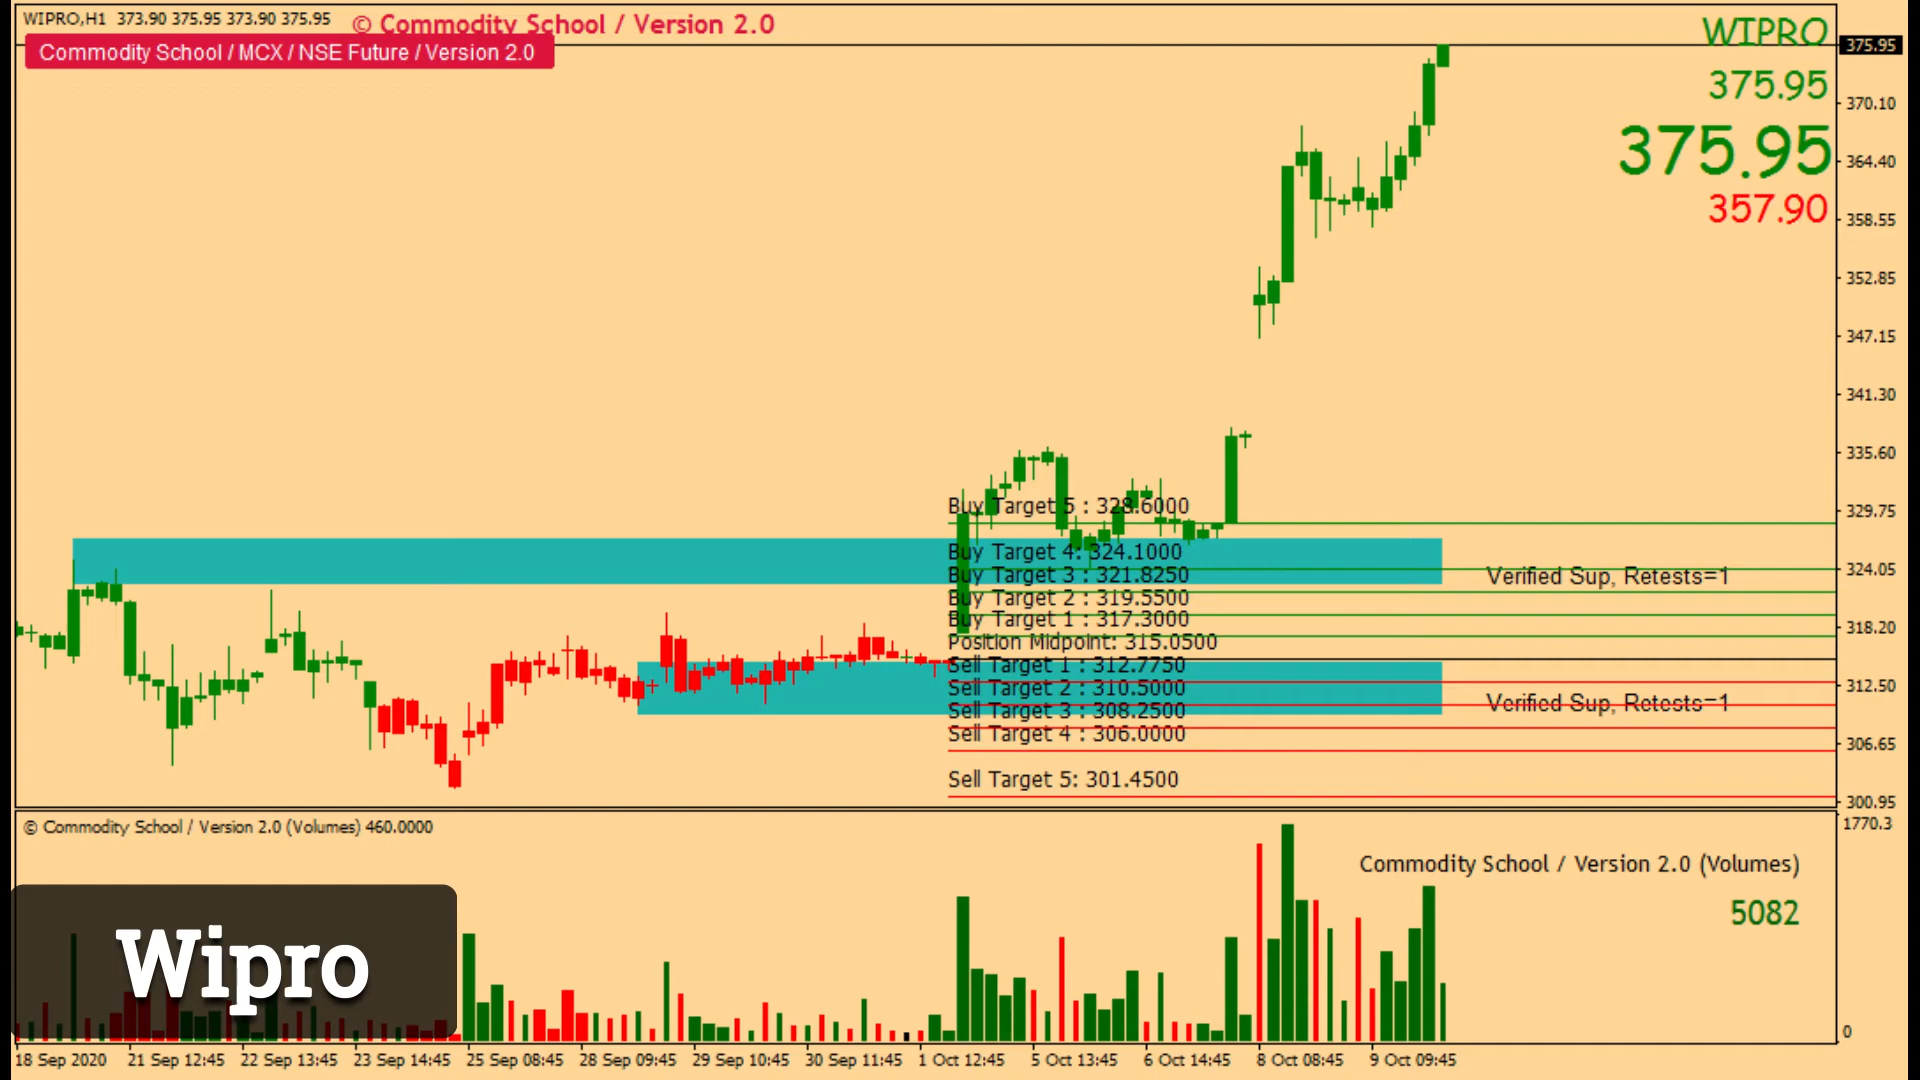 WIPRO,H1 373.90 375.95 373.90 375.95
© Commodity School / Version 2.0
Commodity School / MCX / NSE Future / Version 2.0
WIPRO
375.95
375.95
357.90
375.95
370.10
364.40
358.55
352.85
347.15
341.30
335.60
329.75
324.05
318.20
312.50
306.65
300.95
Buy Target 5 : 328.6000
Buy Target 4: 324.1000
Buy Target 3 : 321.8250
Buy Target 2 : 319.5500
Buy Target 1 : 317.3000
Position Midpoint: 315.0500
Sell Target 1 : 312.7750
Sell Target 2 : 310.5000
Sell Target 3 : 308.2500
Sell Target 4 : 306.0000
Sell Target 5: 301.4500
Verified Sup, Retests=1
Verified Sup, Retests=1
© Commodity School / Version 2.0 (Volumes) 460.0000
1770.3
Commodity School / Version 2.0 (Volumes)
5082
0
Wipro
18 Sep 2020 21 Sep 12:45 22 Sep 13:45 23 Sep 14:45 25 Sep 08:45 28 Sep 09:45 29 Sep 10:45 30 Sep 11:45 1 Oct 12:45 5 Oct 13:45 6 Oct 14:45 8 Oct 08:45 9 Oct 09:45